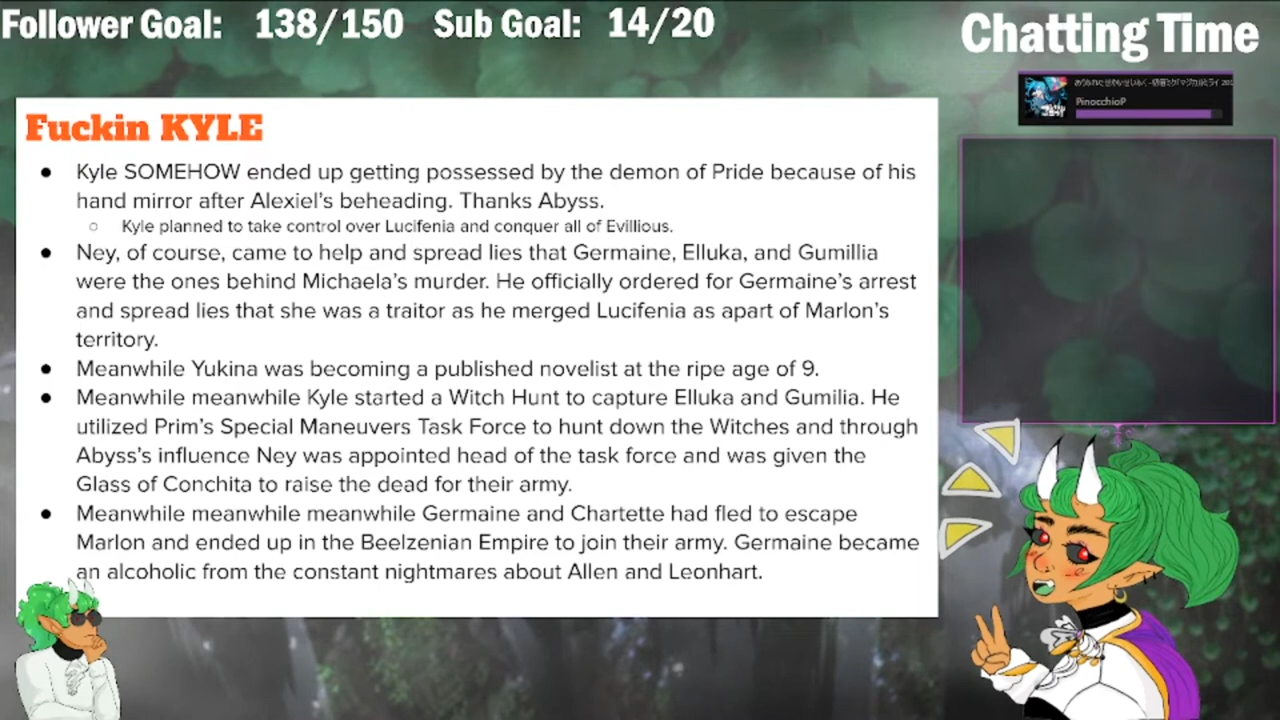 Follower Goal: 138/150 Sub Goal: 14/20
Chatting Time
PinocchioP
Fuckin KYLE
● Kyle SOMEHOW ended up getting possessed by the demon of Pride because of his
hand mirror after Alexiel's beheading. Thanks Abyss.
○ Kyle planned to take control over Lucifenia and conquer all of Evillious.
● Ney, of course, came to help and spread lies that Germaine, Elluka, and Gumillia
were the ones behind Michaela's murder. He officially ordered for Germaine's arrest
and spread lies that she was a traitor as he merged Lucifenia as apart of Marlon's
territory.
● Meanwhile Yukina was becoming a published novelist at the ripe age of 9.
● Meanwhile meanwhile Kyle started a Witch Hunt to capture Elluka and Gumilia. He
utilized Prim's Special Maneuvers Task Force to hunt down the Witches and through
Abyss's influence Ney was appointed head of the task force and was given the
Glass of Conchita to raise the dead for their army.
● Meanwhile meanwhile meanwhile Germaine and Chartette had fled to escape
Marlon and ended up in the Beelzenian Empire to join their army. Germaine became
an alcoholic from the constant nightmares about Allen and Leonhart.